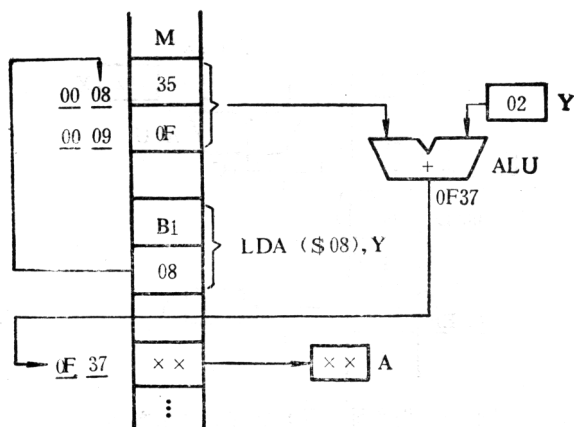 M
00 08 35 02 Y
00 09 0F
+ ALU
0F37
B1
LDA ($08), Y
08
0F 37 ×× ×× A
⋮